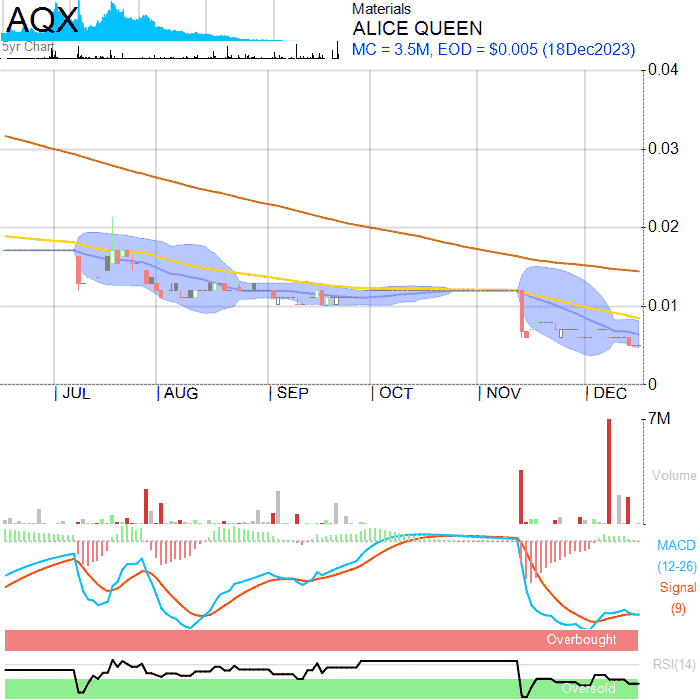 AQX
5yr Chart
Materials
ALICE QUEEN
MC = 3.5M, EOD = $0.005 (18Dec2023)
0.04
0.03
0.02
0.01
0
JUL AUG SEP OCT NOV DEC
7M
Volume
MACD
(12-26)
Signal
(9)
Overbought
RSI(14)
Oversold